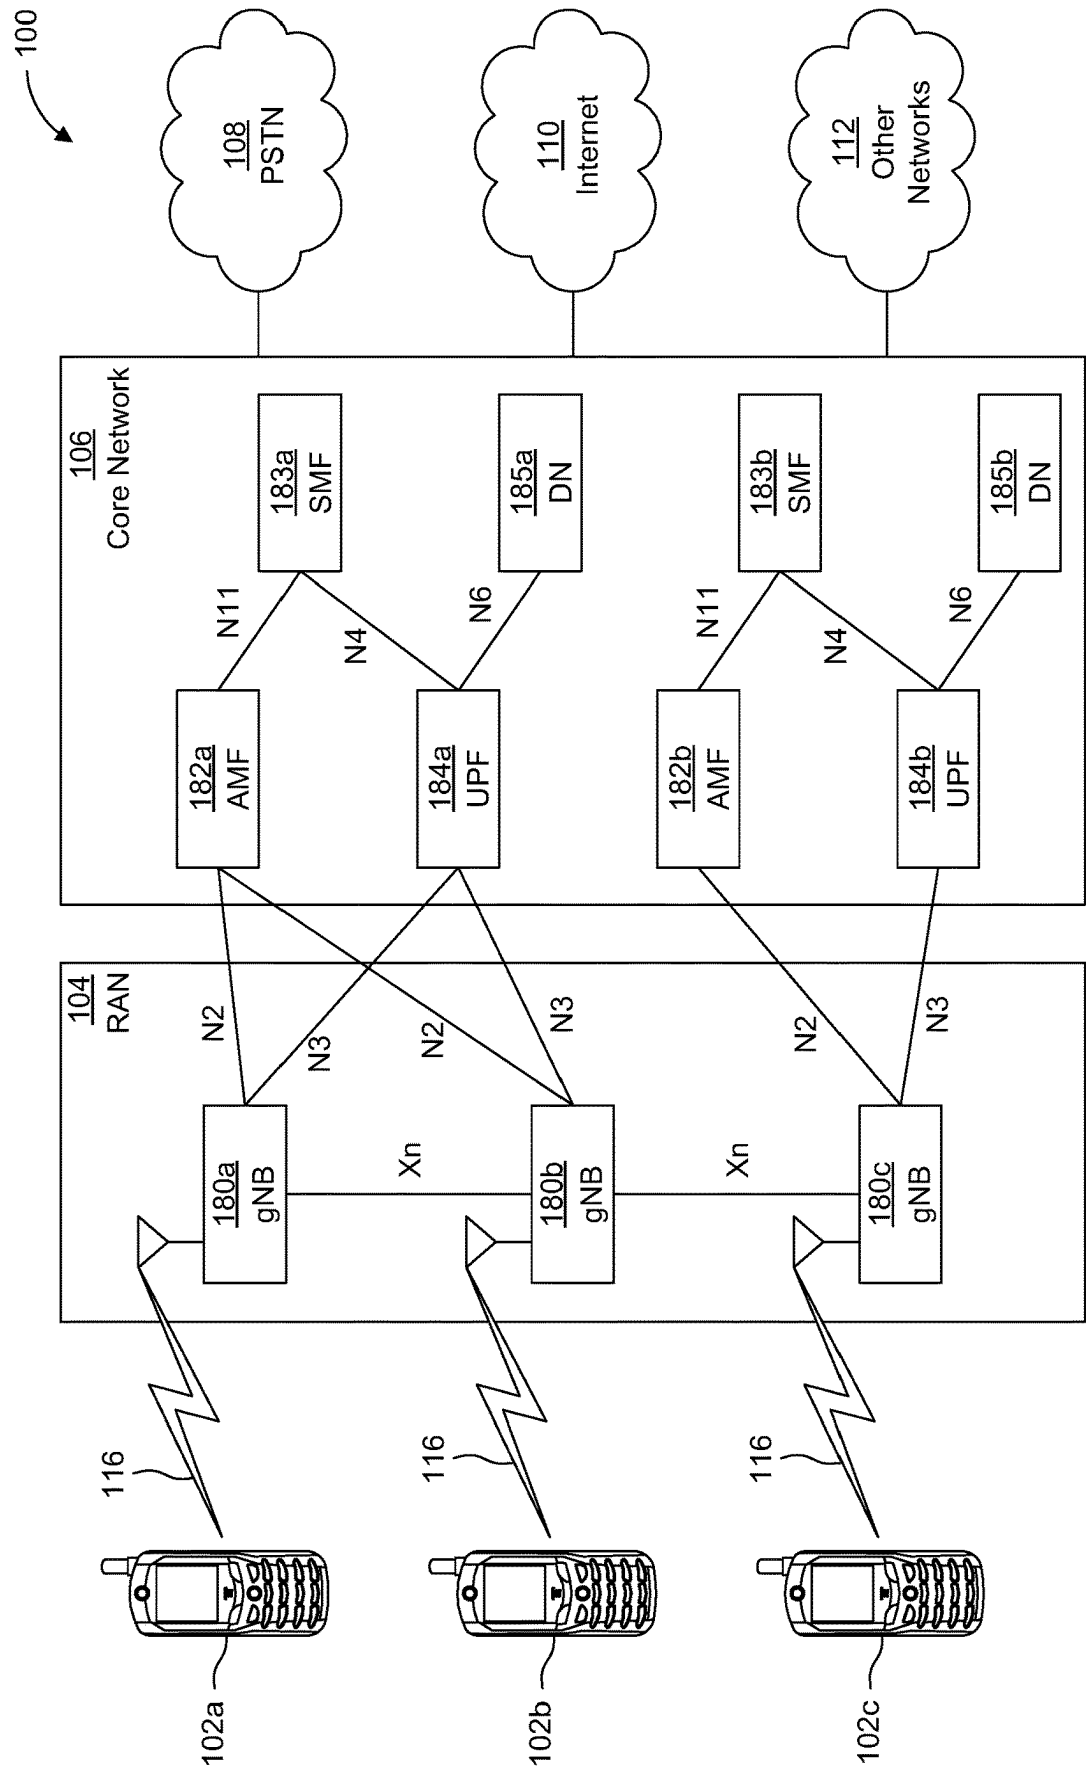 100
102a
102b
102c
116
116
116
104
RAN
180a
gNB
180b
gNB
180c
gNB
Xn
Xn
N2
N3
N2
N3
N2
N3
106
Core Network
182a
AMF
184a
UPF
182b
AMF
184b
UPF
N11
N4
N6
N11
N4
N6
183a
SMF
185a
DN
183b
SMF
185b
DN
108
PSTN
110
Internet
112
Other
Networks